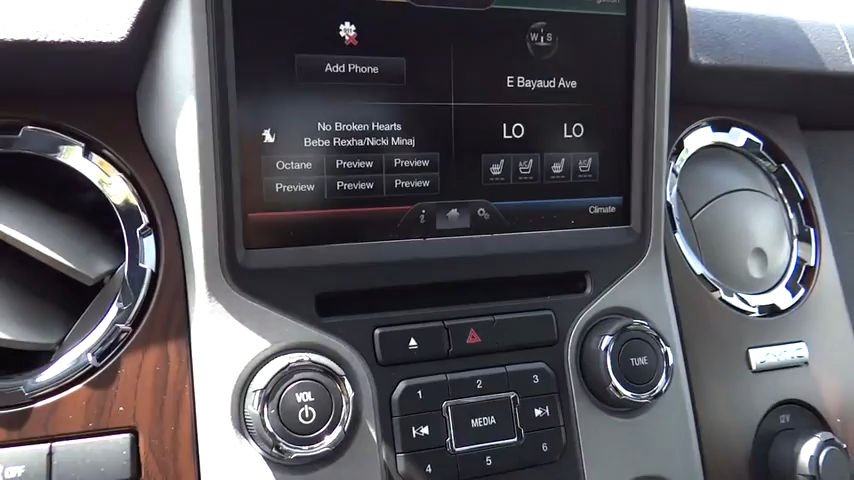 Add Phone
W S
E Bayaud Ave
No Broken Hearts
Bebe Rexha/Nicki Minaj
LO LO
Octane Preview Preview
Preview Preview Preview
A/C A/C
i
Climate
VOL
TUNE
1 2 3
MEDIA
4 5 6
OFF
12V